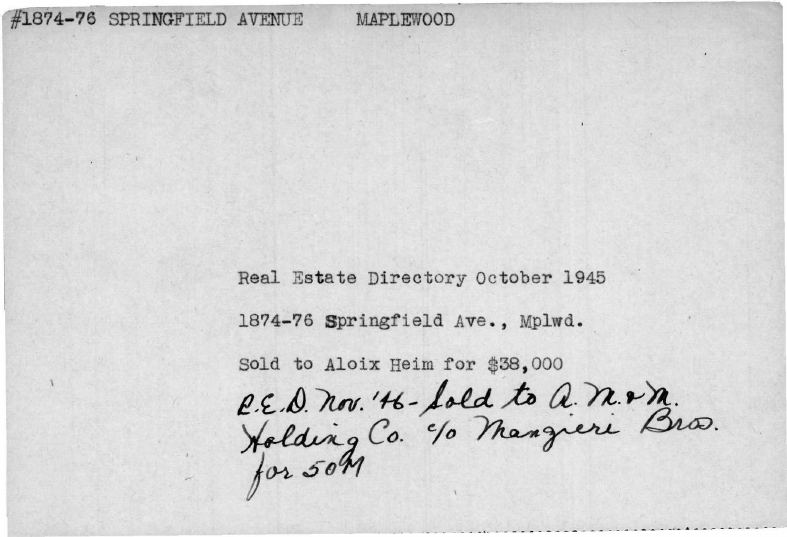 #1874-76 SPRINGFIELD AVENUE MAPLEWOOD
Real Estate Directory October 1945
1874-76 Springfield Ave., Mplwd.
Sold to Aloix Heim for $38,000
R.E.D. Nov. '46 - Sold to A. M. & M.
Holding Co. c/o Mangieri Bros.
for 50M